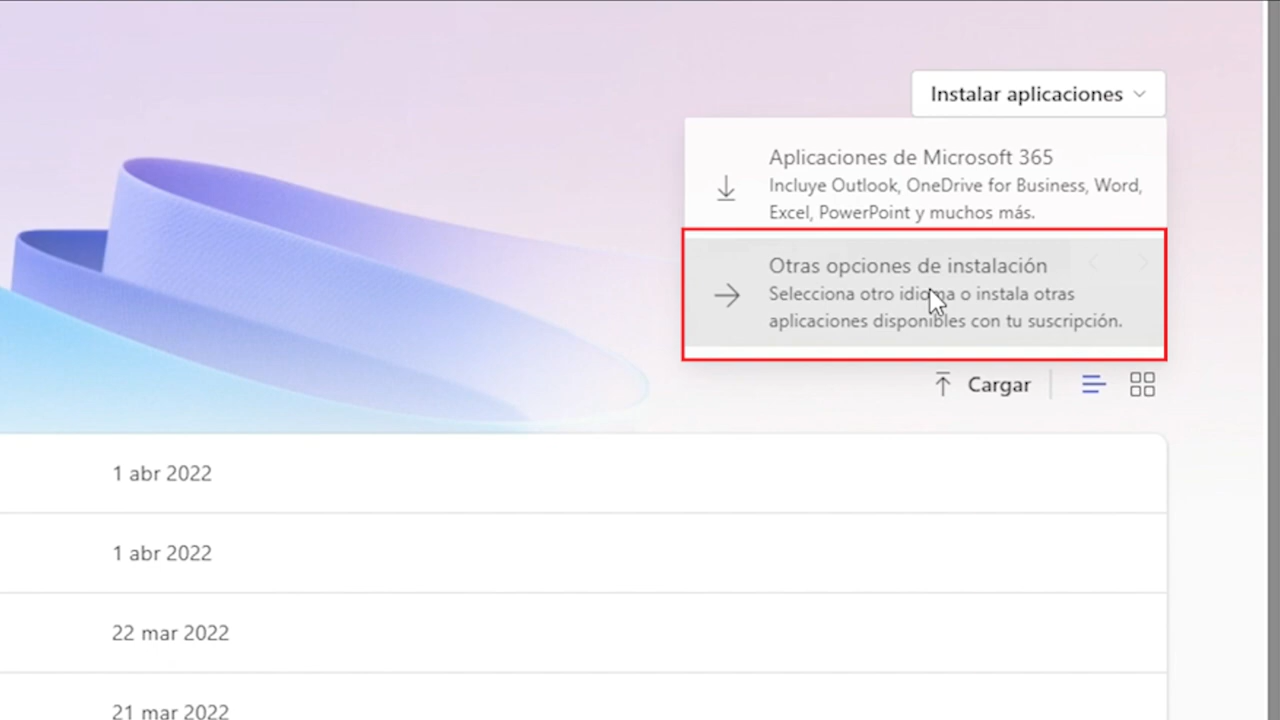 Instalar aplicaciones
Aplicaciones de Microsoft 365
Incluye Outlook, OneDrive for Business, Word,
Excel, PowerPoint y muchos más.
Otras opciones de instalación
Selecciona otro idioma o instala otras
aplicaciones disponibles con tu suscripción.
Cargar
1 abr 2022
1 abr 2022
22 mar 2022
21 mar 2022